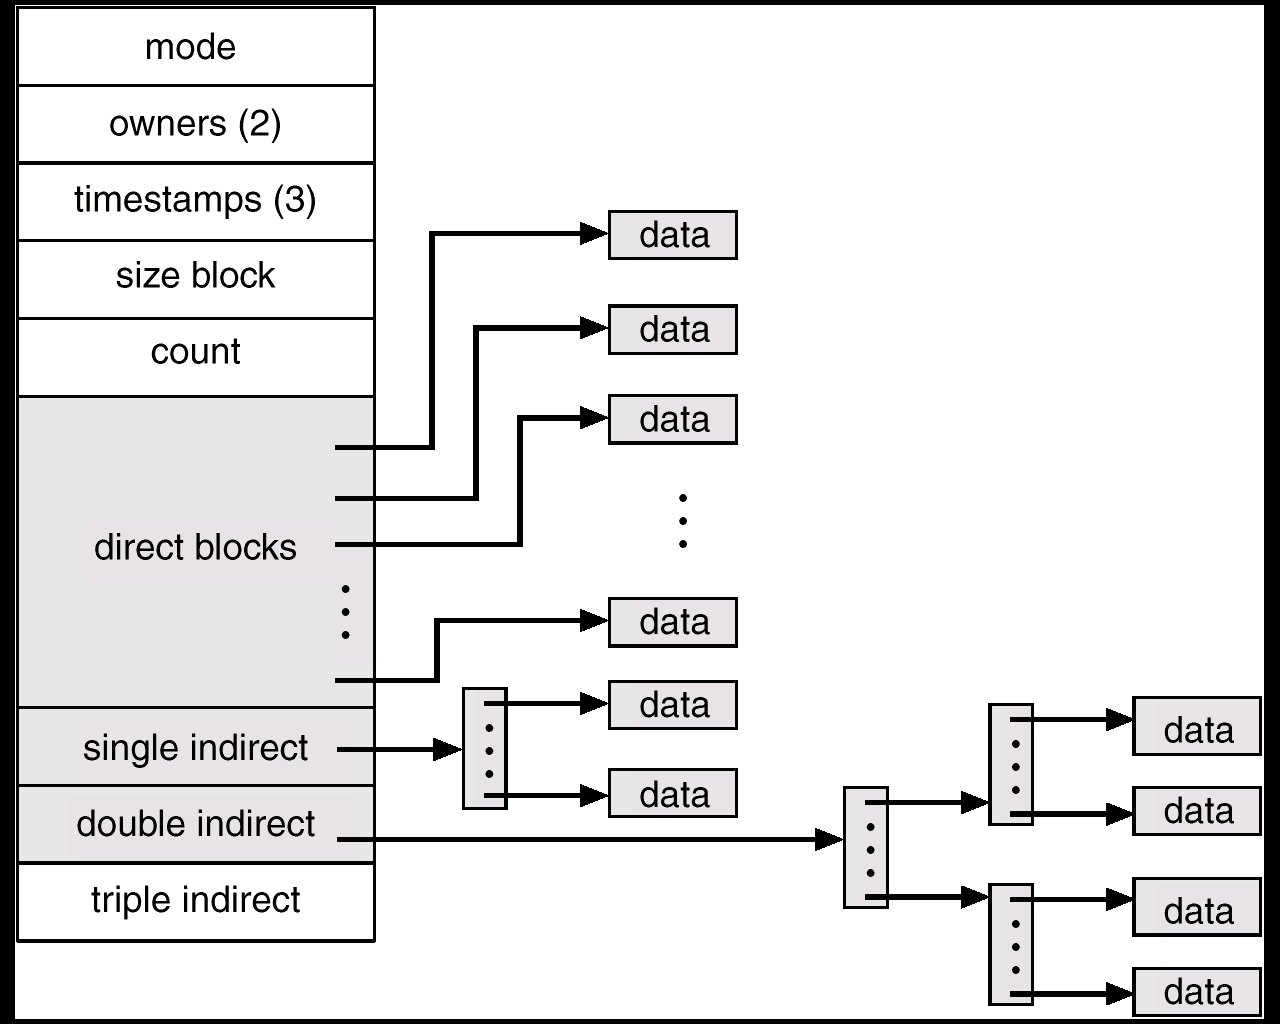 mode
owners (2)
timestamps (3)
size block
count
direct blocks
single indirect
double indirect
triple indirect
data
data
data
data
data
data
data
data
data
data